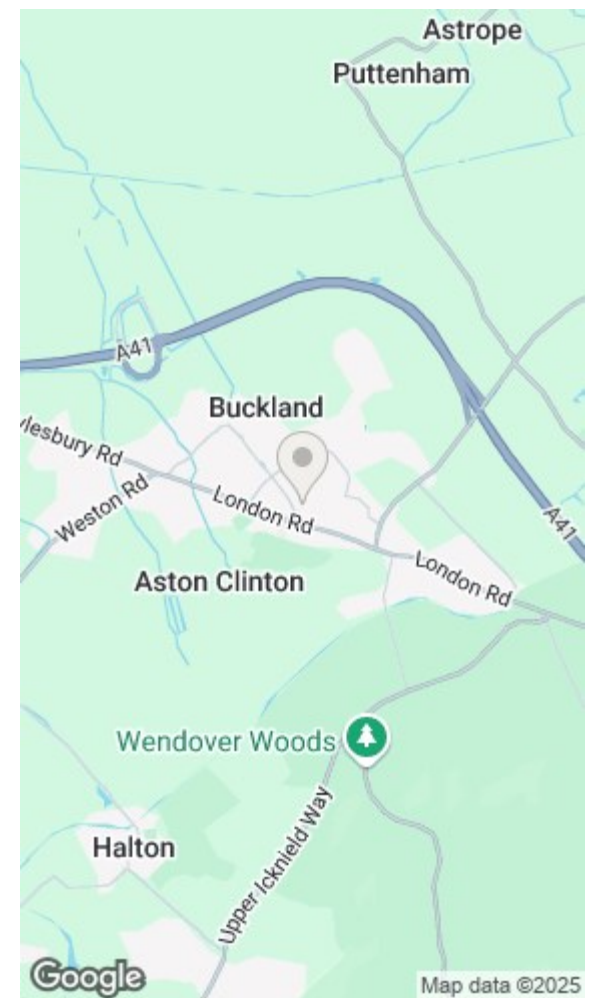 Astrope
Puttenham
A41
Buckland
lesbury Rd
Weston Rd
London Rd
A41
London Rd
Aston Clinton
Wendover Woods
Upper Icknield Way
Halton
Google
Map data ©2025